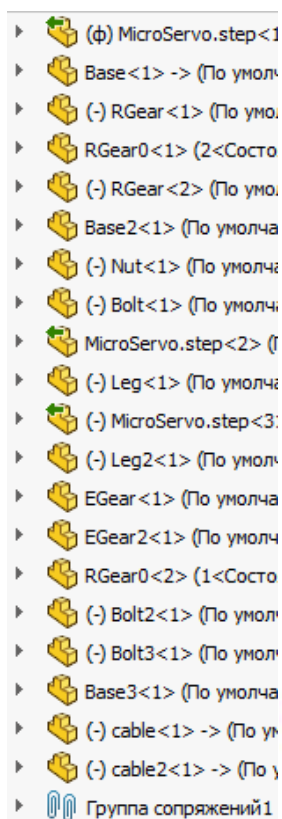 (ф) MicroServo.step<1
Base<1> -> (По умолч
(-) RGear<1> (По умо
RGear0<1> (2<Состо
(-) RGear<2> (По умо
Base2<1> (По умолча
(-) Nut<1> (По умолча
(-) Bolt<1> (По умолча
MicroServo.step<2> (П
(-) Leg<1> (По умолча
(-) MicroServo.step<3
(-) Leg2<1> (По умолч
EGear<1> (По умолча
EGear2<1> (По умолч
RGear0<2> (1<Состо
(-) Bolt2<1> (По умол
(-) Bolt3<1> (По умол
Base3<1> (По умолча
(-) cable<1> -> (По ум
(-) cable2<1> -> (По у
Группа сопряжений1